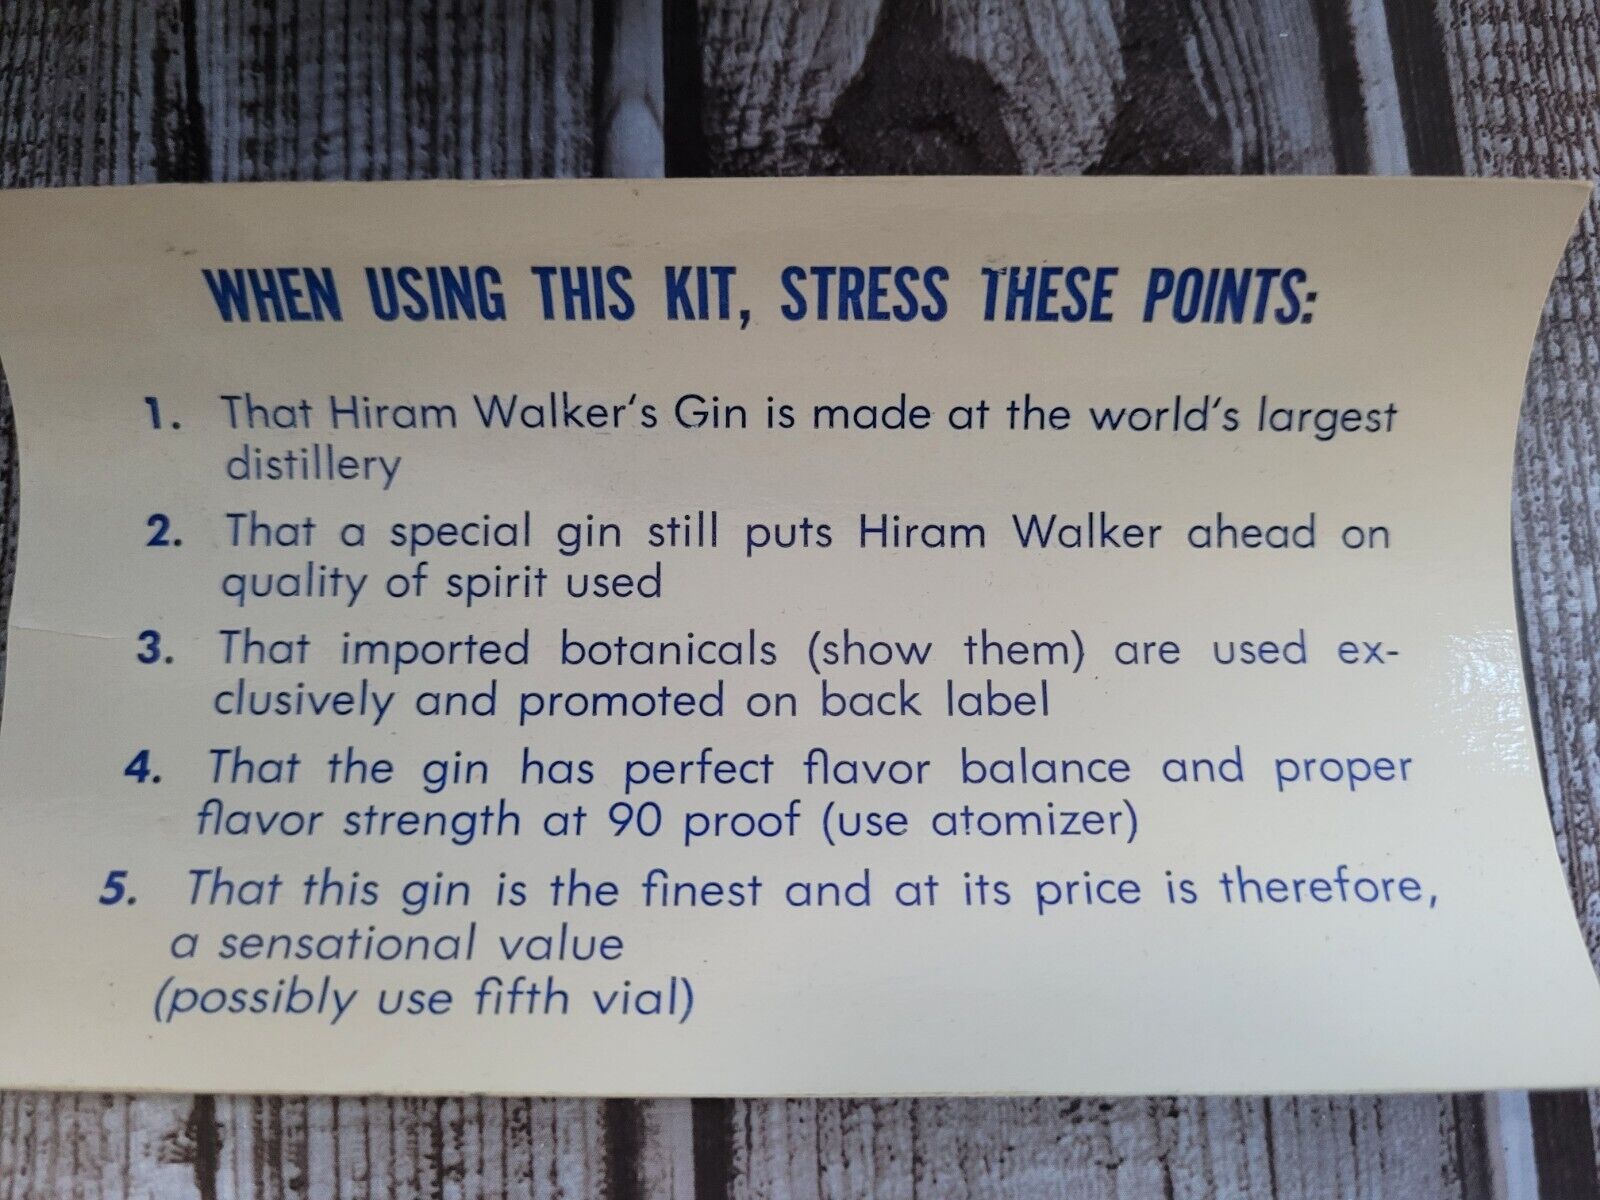 WHEN USING THIS KIT, STRESS THESE POINTS:
1. That Hiram Walker's Gin is made at the world's largest
distillery
2. That a special gin still puts Hiram Walker ahead on
quality of spirit used
3. That imported botanicals (show them) are used ex-
clusively and promoted on back label
4. That the gin has perfect flavor balance and proper
flavor strength at 90 proof (use atomizer)
5. That this gin is the finest and at its price is therefore,
a sensational value
(possibly use fifth vial)